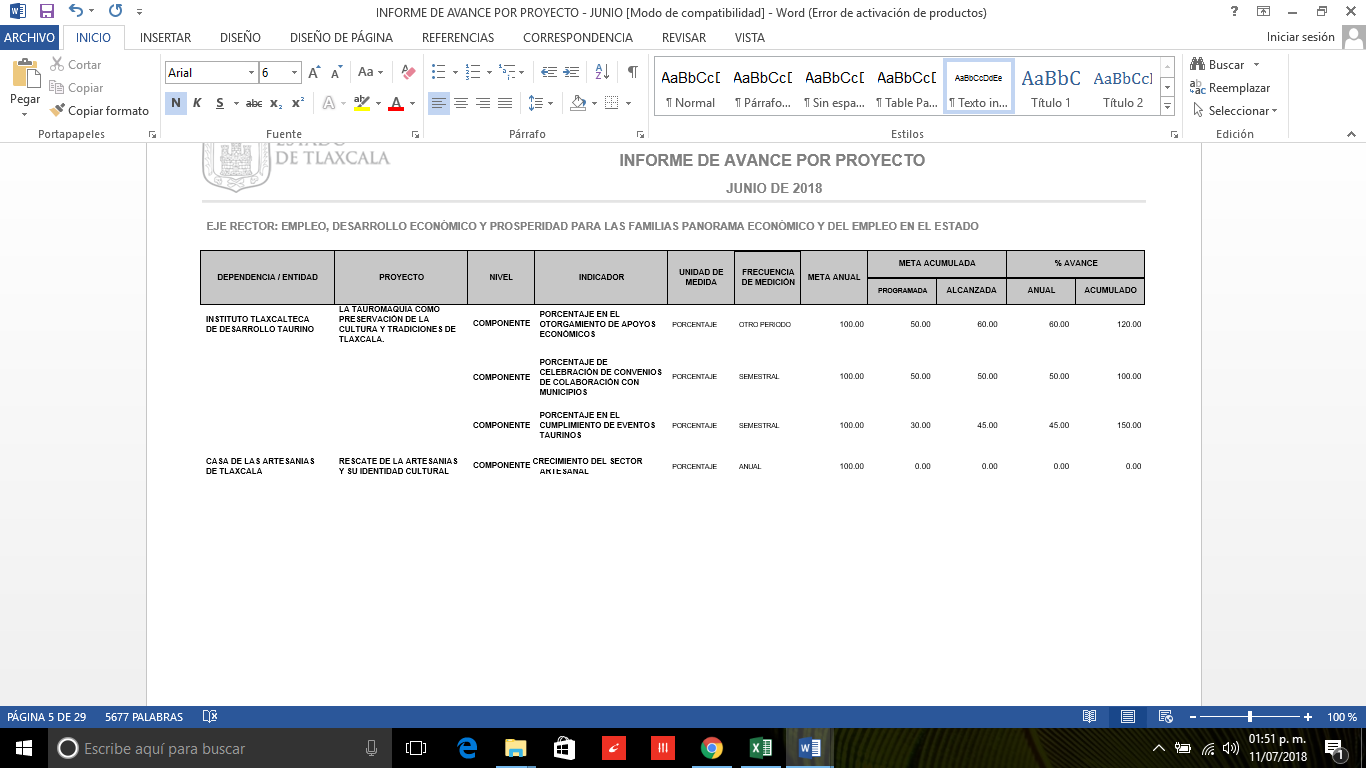 INFORME DE AVANCE POR PROYECTO - JUNIO [Modo de compatibilidad] - Word (Error de activación de productos)
ARCHIVO INICIO INSERTAR DISEÑO DISEÑO DE PÁGINA REFERENCIAS CORRESPONDENCIA REVISAR VISTA Iniciar sesión
Pegar
Cortar
Copiar
Copiar formato
Portapapeles
Arial 6
Fuente
Párrafo
AaBbCcD AaBbCcD AaBbCcD AaBbCcD AaBbCcDdEe AaBbC AaBbCcI
¶ Normal ¶ Párrafo... ¶ Sin espa... ¶ Table Pa... ¶ Texto in... Título 1 Título 2
Estilos
Buscar
Reemplazar
Seleccionar
Edición
ESTADO
DE TLAXCALA
INFORME DE AVANCE POR PROYECTO
JUNIO DE 2018
EJE RECTOR: EMPLEO, DESARROLLO ECONÓMICO Y PROSPERIDAD PARA LAS FAMILIAS PANORAMA ECONÓMICO Y DEL EMPLEO EN EL ESTADO
DEPENDENCIA / ENTIDAD PROYECTO NIVEL INDICADOR UNIDAD DE MEDIDA FRECUENCIA DE MEDICIÓN META ANUAL META ACUMULADA % AVANCE
PROGRAMADA ALCANZADA ANUAL ACUMULADO
INSTITUTO TLAXCALTECA
DE DESARROLLO TAURINO
LA TAUROMAQUIA COMO
PRESERVACIÓN DE LA
CULTURA Y TRADICIONES DE
TLAXCALA.
COMPONENTE
PORCENTAJE EN EL
OTORGAMIENTO DE APOYOS
ECONÓMICOS
PORCENTAJE OTRO PERIODO 100.00 50.00 60.00 60.00 120.00
COMPONENTE
PORCENTAJE DE
CELEBRACIÓN DE CONVENIOS
DE COLABORACIÓN CON
MUNICIPIOS
PORCENTAJE SEMESTRAL 100.00 50.00 50.00 50.00 100.00
COMPONENTE
PORCENTAJE EN EL
CUMPLIMIENTO DE EVENTOS
TAURINOS
PORCENTAJE SEMESTRAL 100.00 30.00 45.00 45.00 150.00
CASA DE LAS ARTESANIAS
DE TLAXCALA
RESCATE DE LA ARTESANIAS
Y SU IDENTIDAD CULTURAL
COMPONENTE
CRECIMIENTO DEL SECTOR
ARTESANAL
PORCENTAJE ANUAL 100.00 0.00 0.00 0.00 0.00
PÁGINA 5 DE 29 5677 PALABRAS 100 %
Escribe aquí para buscar
01:51 p. m.
11/07/2018
1